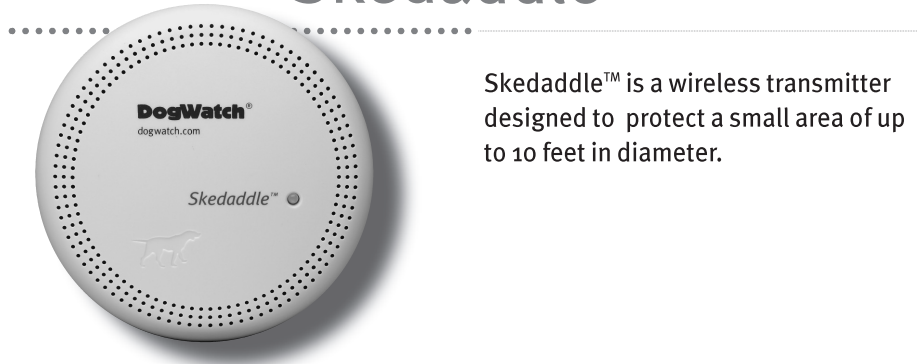 Skedaddle
DogWatch®
dogwatch.com
Skedaddle™
Skedaddle™ is a wireless transmitter
designed to protect a small area of up
to 10 feet in diameter.